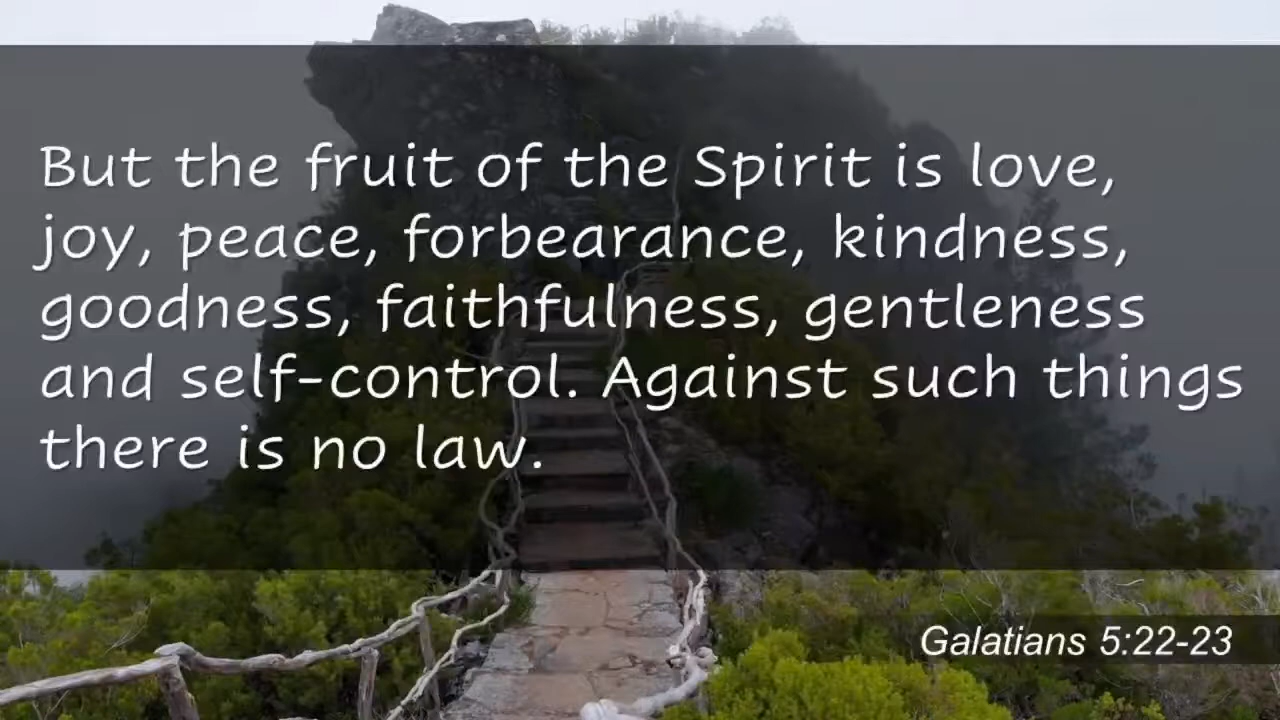 But the fruit of the Spirit is love,
joy, peace, forbearance, kindness,
goodness, faithfulness, gentleness
and self-control. Against such things
there is no law.
Galatians 5:22-23